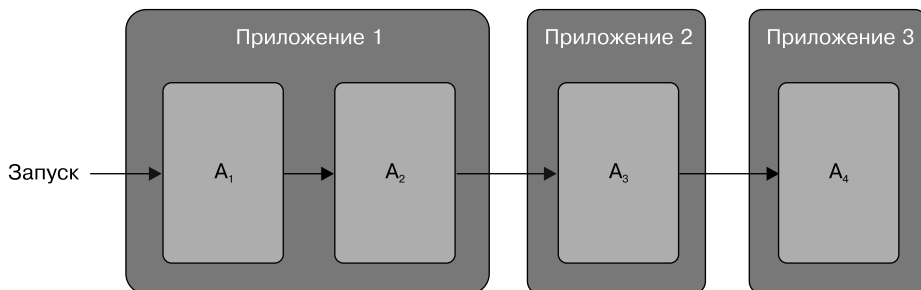 Приложение 1
Приложение 2
Приложение 3
Запуск
A₁
A₂
A₃
A₄